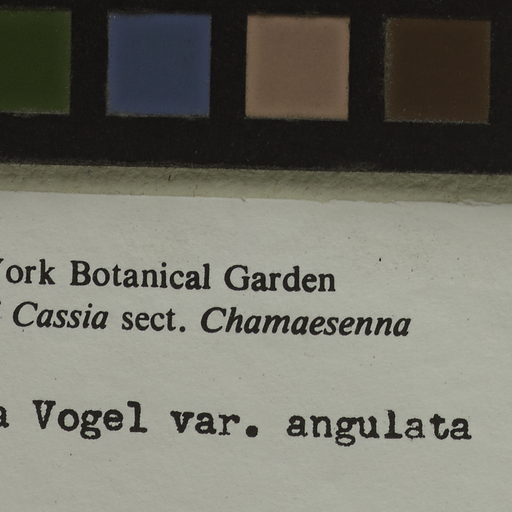 York Botanical Garden
Cassia sect. Chamaesenna
a Vogel var. angulata